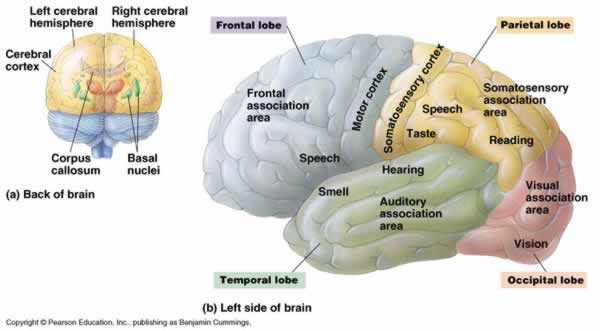 Left cerebral
hemisphere
Right cerebral
hemisphere
Cerebral
cortex
Corpus
callosum
Basal
nuclei
(a) Back of brain
Frontal lobe
Parietal lobe
Frontal
association
area
Motor cortex
Somatosensory cortex
Somatosensory
association
area
Speech
Taste
Reading
Speech
Hearing
Smell
Auditory
association
area
Visual
association
area
Vision
Temporal lobe
Occipital lobe
(b) Left side of brain
Copyright © Pearson Education, Inc., publishing as Benjamin Cummings.